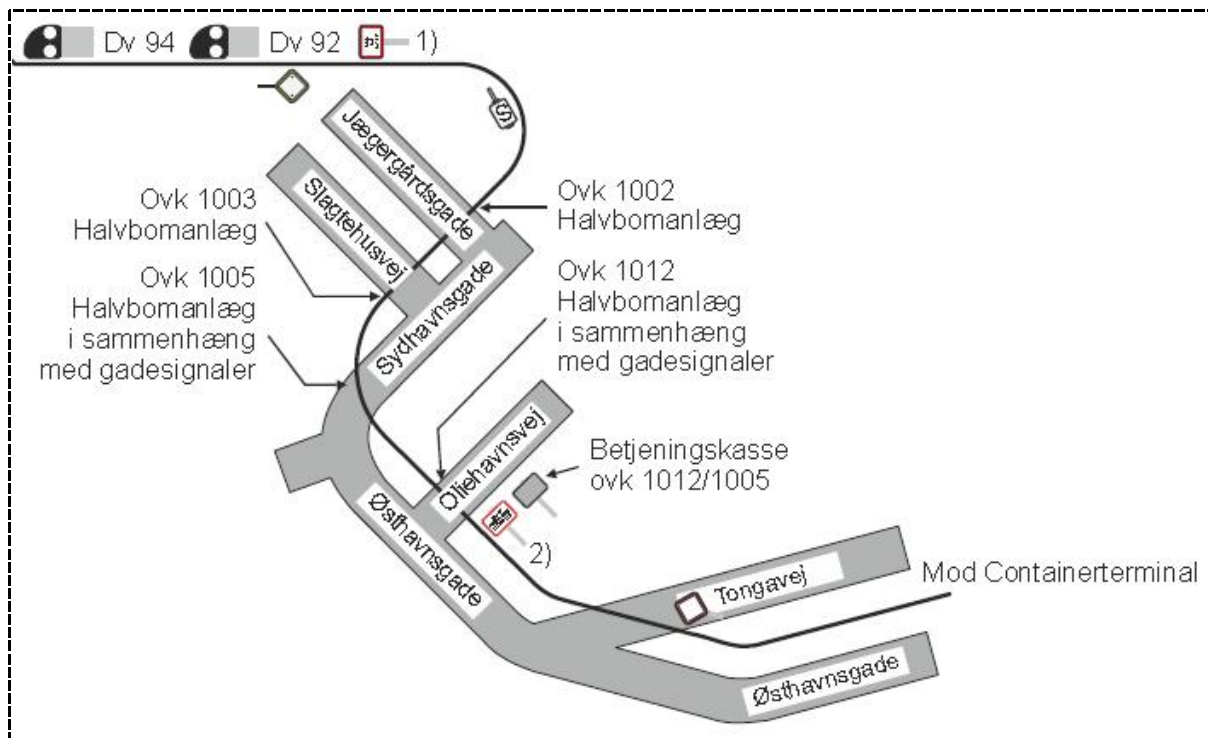 Dv 94
Dv 92
1)
Jægergårdsgade
Slagtehusvej
Ovk 1003
Halvbomanlæg
Ovk 1002
Halvbomanlæg
Ovk 1005
Halvbomanlæg
i sammenhæng
med gadesignaler
Sydhavnsgade
Ovk 1012
Halvbomanlæg
i sammenhæng
med gadesignaler
Oliehavnsvej
Betjeningskasse
ovk 1012/1005
Østhavnsgade
2)
Tongavej
Mod Containerterminal
Østhavnsgade